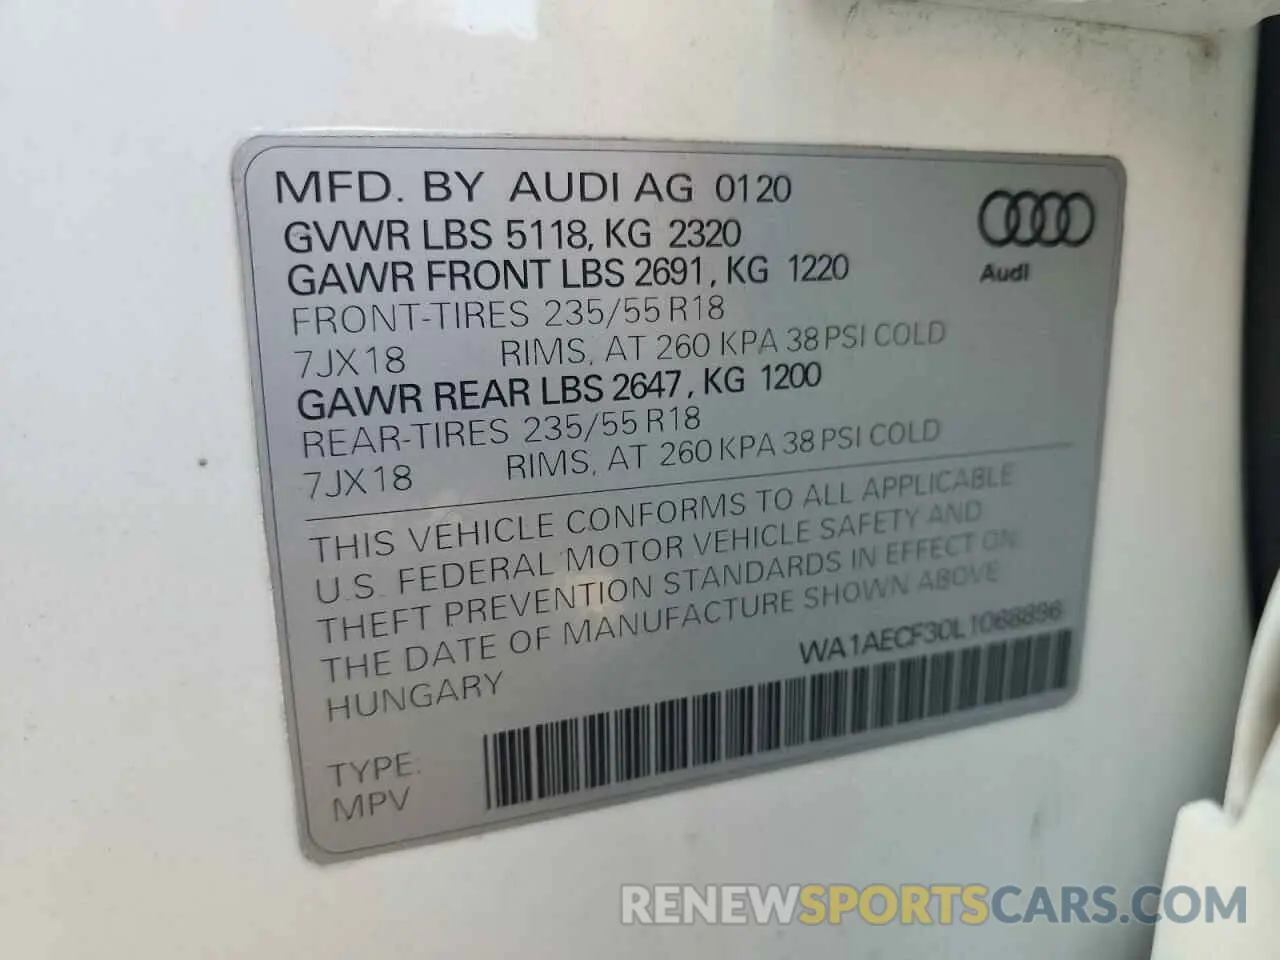 MFD. BY AUDI AG 0120
GVWR LBS 5118, KG 2320
GAWR FRONT LBS 2691, KG 1220
FRONT-TIRES 235/55 R18
7JX18 RIMS, AT 260 KPA 38 PSI COLD
GAWR REAR LBS 2647, KG 1200
REAR-TIRES 235/55 R18
7JX18 RIMS, AT 260 KPA 38 PSI COLD
THIS VEHICLE CONFORMS TO ALL APPLICABLE
U.S. FEDERAL MOTOR VEHICLE SAFETY AND
THEFT PREVENTION STANDARDS IN EFFECT ON
THE DATE OF MANUFACTURE SHOWN ABOVE
HUNGARY
WA1AECF30L1068896
TYPE:
MPV
Audi
RENEWSPORTSCARS.COM